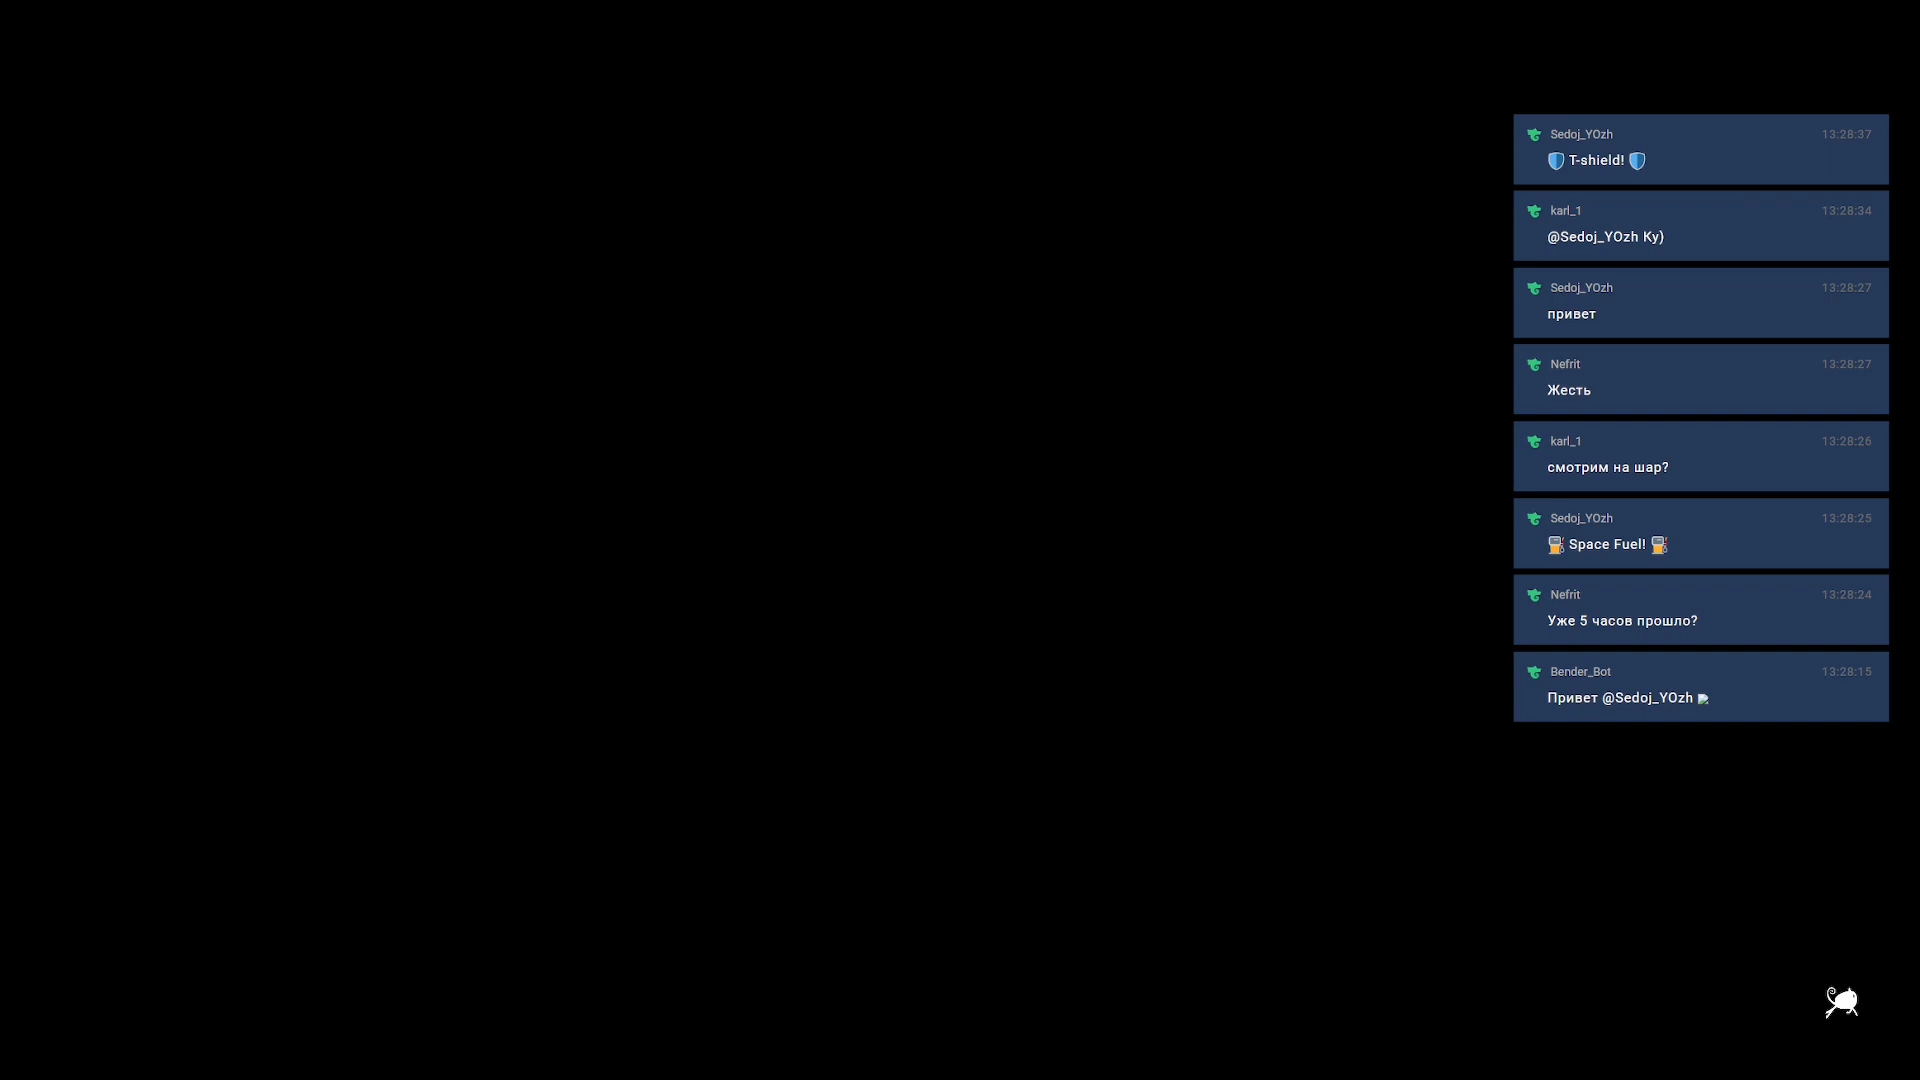 Sedoj_YOzh 13:28:37
T-shield!
karl_1 13:28:34
@Sedoj_YOzh Ку)
Sedoj_YOzh 13:28:27
привет
Nefrit 13:28:27
Жесть
karl_1 13:28:26
смотрим на шар?
Sedoj_YOzh 13:28:25
Space Fuel!
Nefrit 13:28:24
Уже 5 часов прошло?
Bender_Bot 13:28:15
Привет @Sedoj_YOzh